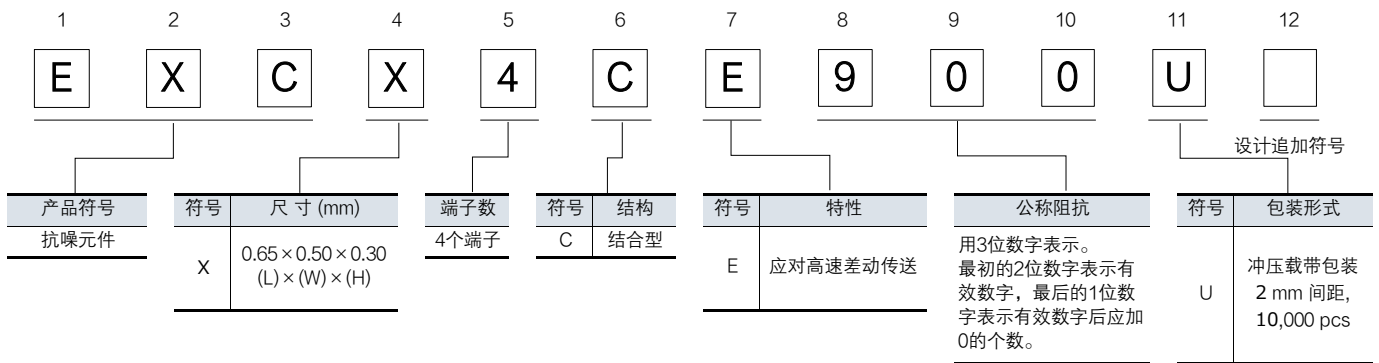 1 2 3 4 5 6 7 8 9 10 11 12
E X C X 4 C E 9 0 0 U
设计追加符号
产品符号
抗噪元件
符号 尺 寸 (mm)
X 0.65×0.50×0.30
(L)×(W)×(H)
端子数
4个端子
符号 结构
C 结合型
符号 特性
E 应对高速差动传送
公称阻抗
用3位数字表示。
最初的2位数字表示有
效数字，最后的1位数
字表示有效数字后应加
0的个数。
符号 包装形式
U 冲压载带包装
2 mm 间距,
10,000 pcs